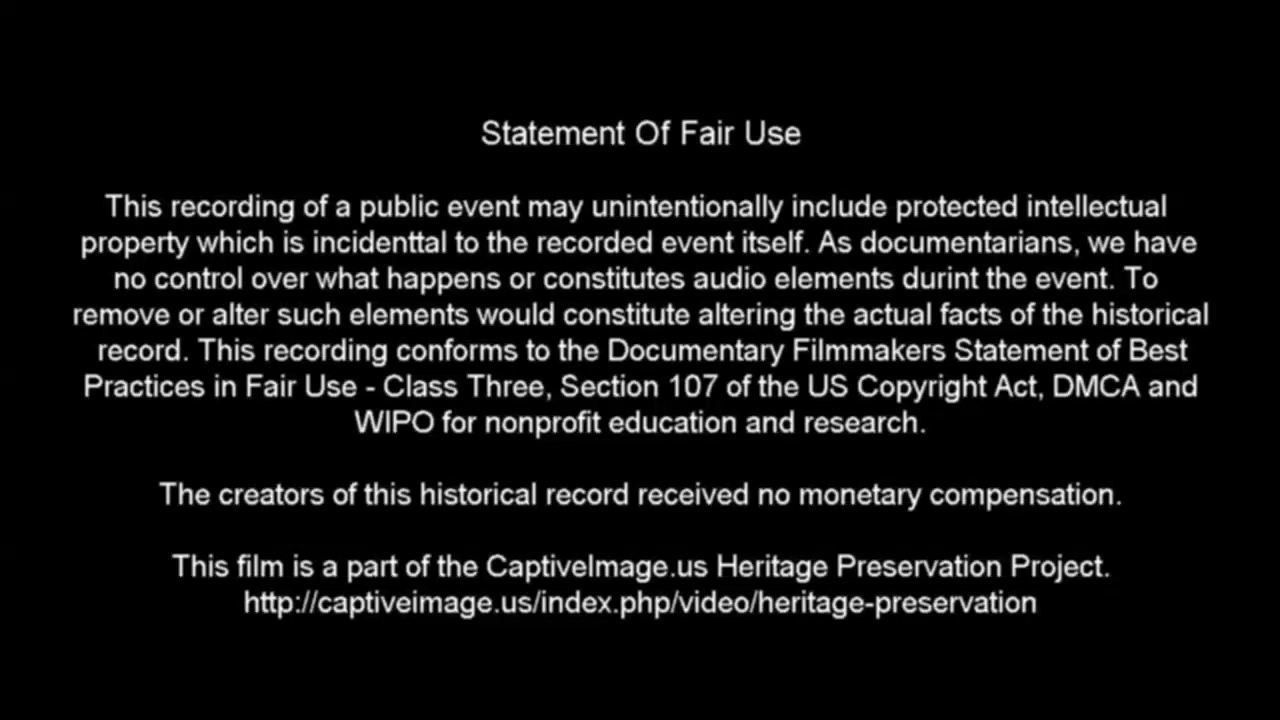 Statement Of Fair Use
This recording of a public event may unintentionally include protected intellectual
property which is incidenttal to the recorded event itself. As documentarians, we have
no control over what happens or constitutes audio elements durint the event. To
remove or alter such elements would constitute altering the actual facts of the historical
record. This recording conforms to the Documentary Filmmakers Statement of Best
Practices in Fair Use - Class Three, Section 107 of the US Copyright Act, DMCA and
WIPO for nonprofit education and research.
The creators of this historical record received no monetary compensation.
This film is a part of the CaptiveImage.us Heritage Preservation Project.
http://captiveimage.us/index.php/video/heritage-preservation